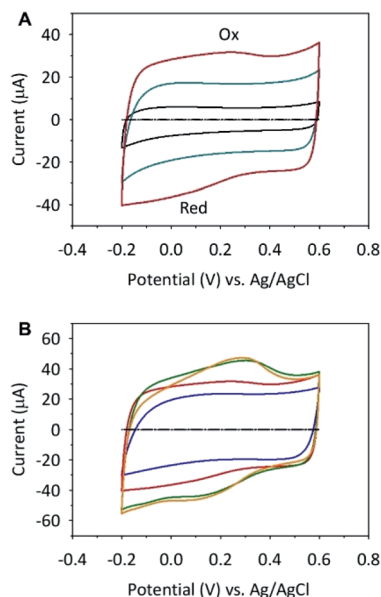 A
Ox
40
20
0
-20
-40
Red
Current (μA)
-0.4 -0.2 0.0 0.2 0.4 0.6 0.8
Potential (V) vs. Ag/AgCl
B
60
40
20
0
-20
-40
-60
Current (μA)
-0.4 -0.2 0.0 0.2 0.4 0.6 0.8
Potential (V) vs. Ag/AgCl